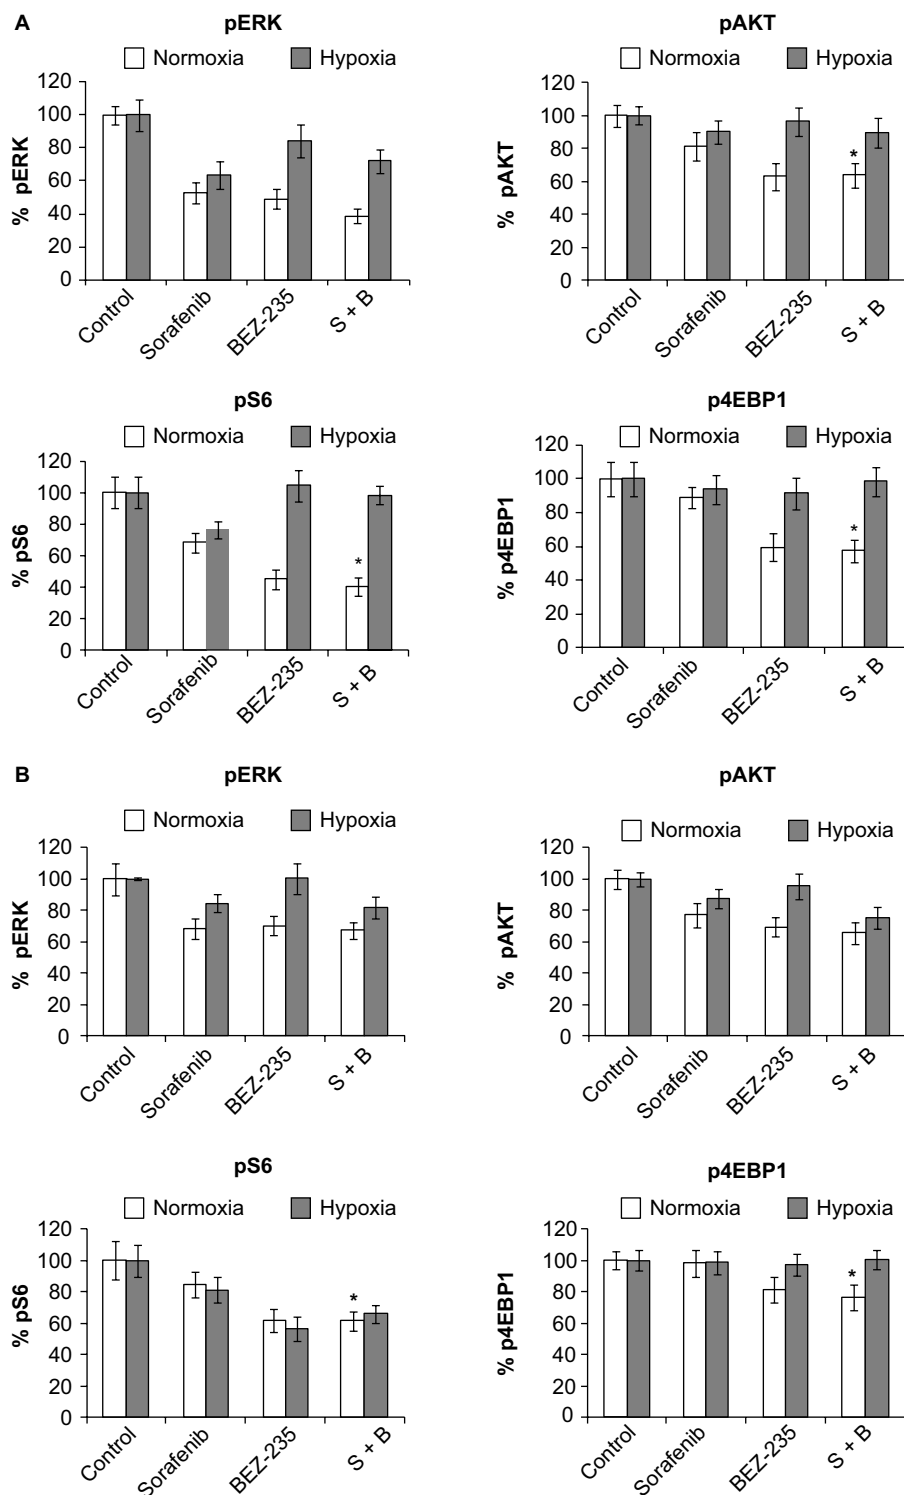 A
pERK
Normoxia Hypoxia
120
100
80
60
40
20
0
% pERK
Control Sorafenib BEZ-235 S + B
pAKT
Normoxia Hypoxia
120
100
80
60
40
20
0
% pAKT
*
Control Sorafenib BEZ-235 S + B
pS6
Normoxia Hypoxia
120
100
80
60
40
20
0
% pS6
*
Control Sorafenib BEZ-235 S + B
p4EBP1
Normoxia Hypoxia
120
100
80
60
40
20
0
% p4EBP1
*
Control Sorafenib BEZ-235 S + B
B
pERK
Normoxia Hypoxia
120
100
80
60
40
20
0
% pERK
Control Sorafenib BEZ-235 S + B
pAKT
Normoxia Hypoxia
120
100
80
60
40
20
0
% pAKT
Control Sorafenib BEZ-235 S + B
pS6
Normoxia Hypoxia
120
100
80
60
40
20
0
% pS6
*
Control Sorafenib BEZ-235 S + B
p4EBP1
Normoxia Hypoxia
120
100
80
60
40
20
0
% p4EBP1
*
Control Sorafenib BEZ-235 S + B